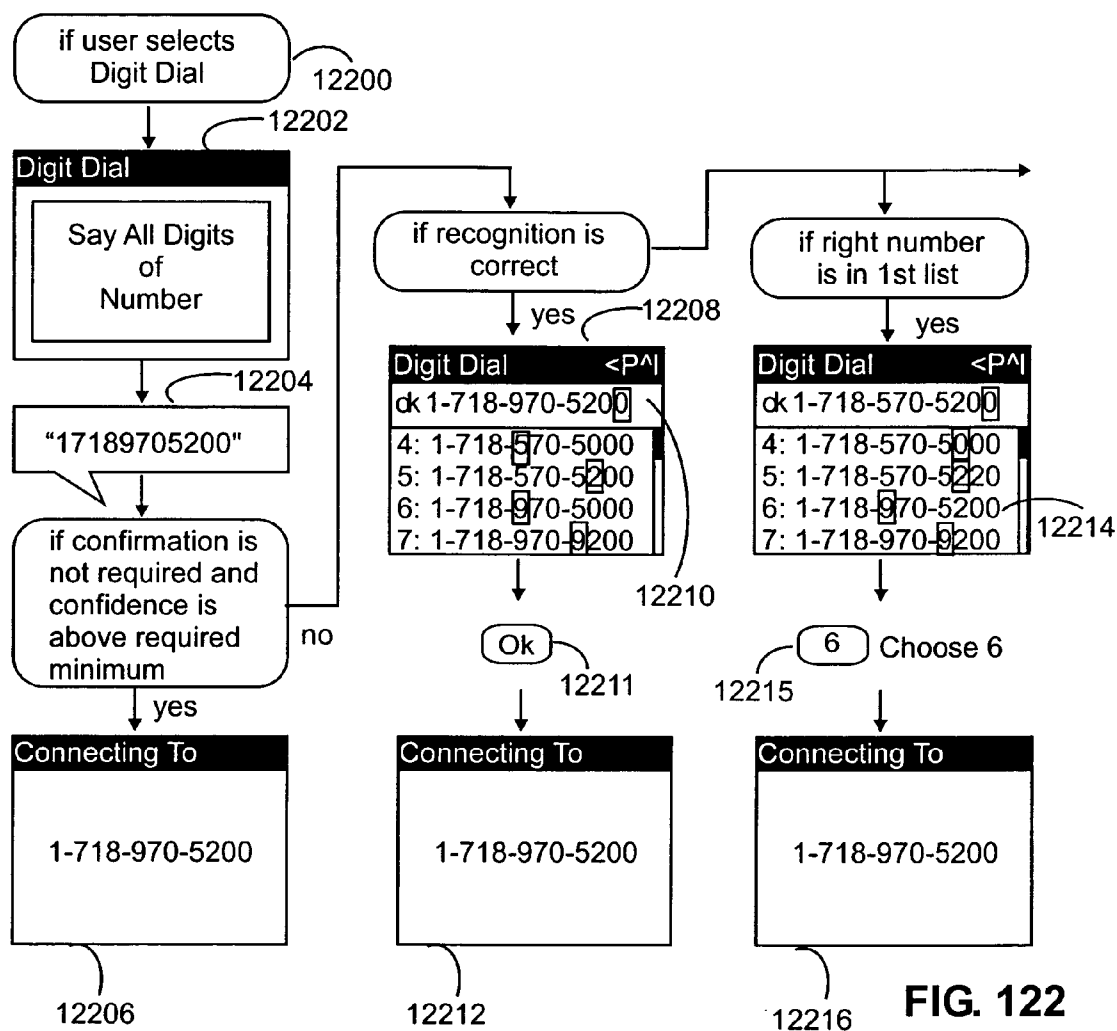 if user selects
Digit Dial
12200
12202
Digit Dial
Say All Digits
of
Number
12204
“17189705200"
if confirmation is
not required and
confidence is
above required
minimum
no
yes
Connecting To
1-718-970-5200
12206
if recognition is
correct
yes
12208
Digit Dial <P^I
ok 1-718-970-5200
4: 1-718-570-5000
5: 1-718-570-5200
6: 1-718-970-5000
7: 1-718-970-9200
12210
Ok
12211
Connecting To
1-718-970-5200
12212
if right number
is in 1st list
yes
Digit Dial <P^I
ok 1-718-570-5200
4: 1-718-570-5000
5: 1-718-570-5220
6: 1-718-970-5200
7: 1-718-970-9200
12214
6 Choose 6
12215
Connecting To
1-718-970-5200
12216
FIG. 122